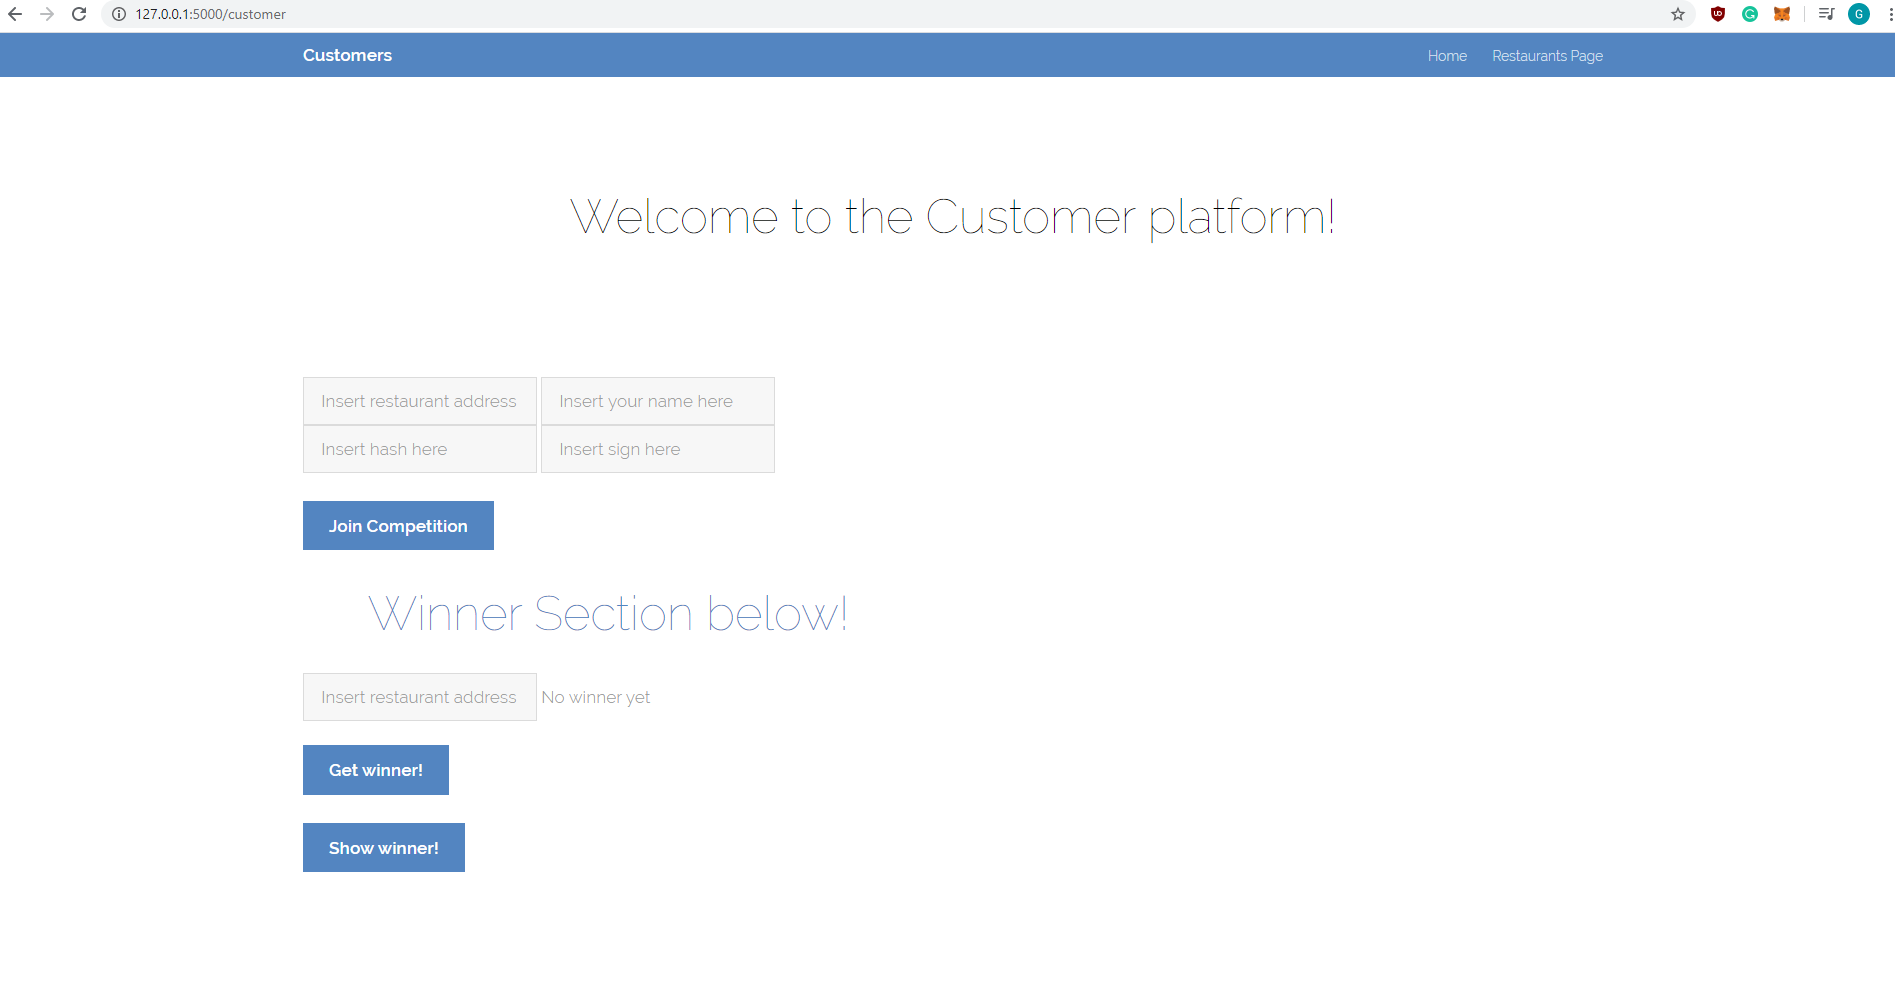 127.0.0.1:5000/customer
G
Customers Home Restaurants Page
Welcome to the Customer platform!
Insert restaurant address Insert your name here
Insert hash here Insert sign here
Join Competition
Winner Section below!
Insert restaurant address No winner yet
Get winner!
Show winner!